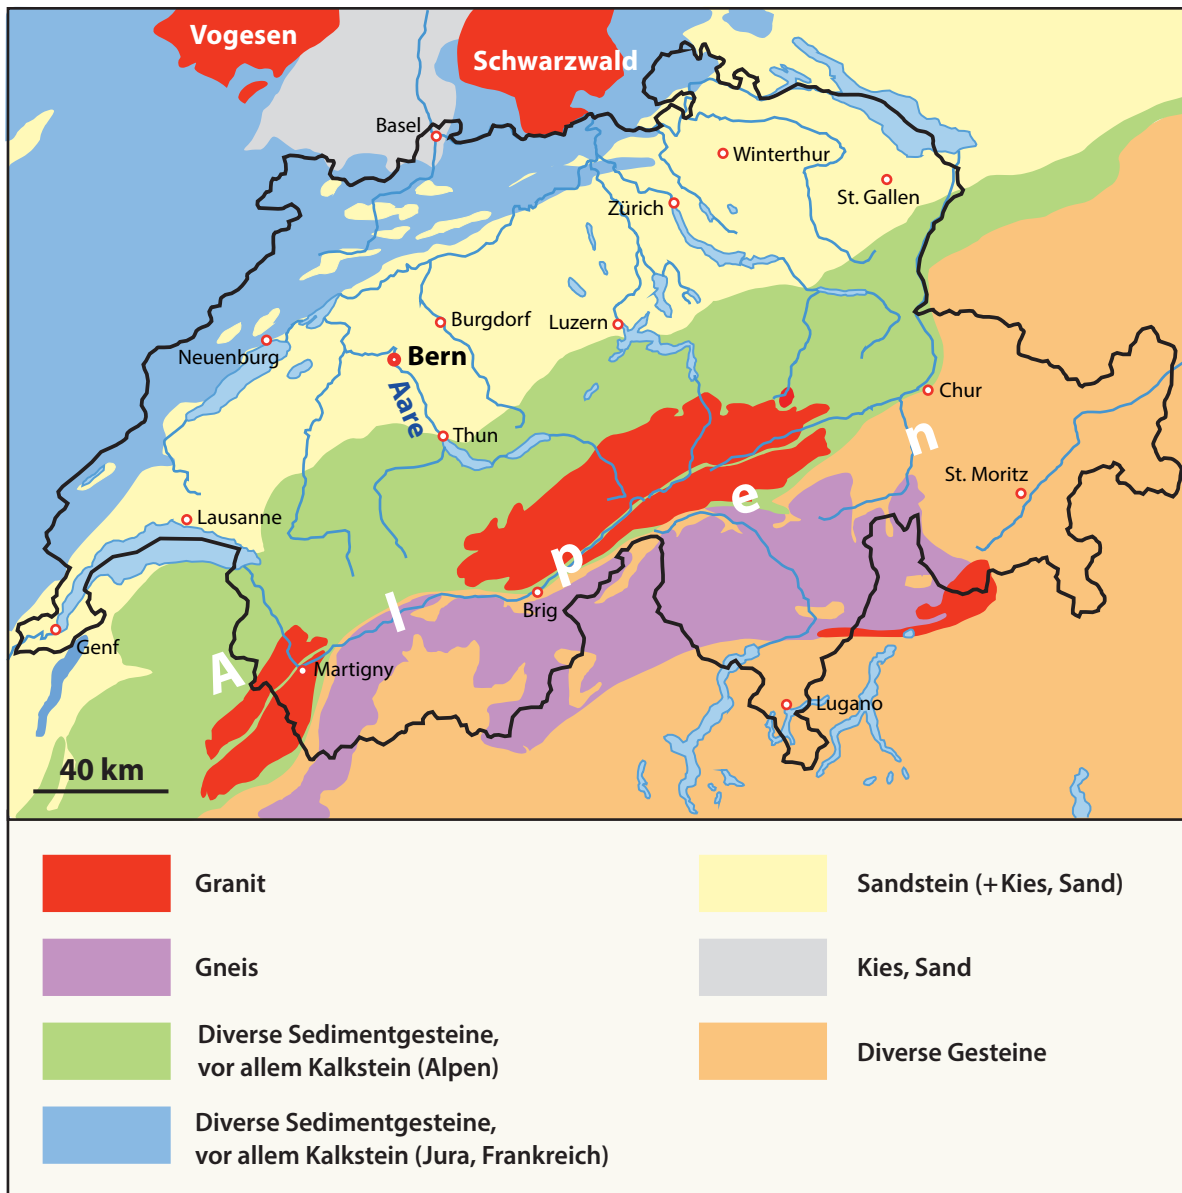 Vogesen
Schwarzwald
Basel
Winterthur
St. Gallen
Zürich
Burgdorf
Luzern
Neuenburg
Bern
Aare
Chur
Thun
n
St. Moritz
e
Lausanne
p
l
Brig
Genf
A
Martigny
Lugano
40 km
Granit
Sandstein (+ Kies, Sand)
Gneis
Kies, Sand
Diverse Sedimentgesteine,
vor allem Kalkstein (Alpen)
Diverse Gesteine
Diverse Sedimentgesteine,
vor allem Kalkstein (Jura, Frankreich)